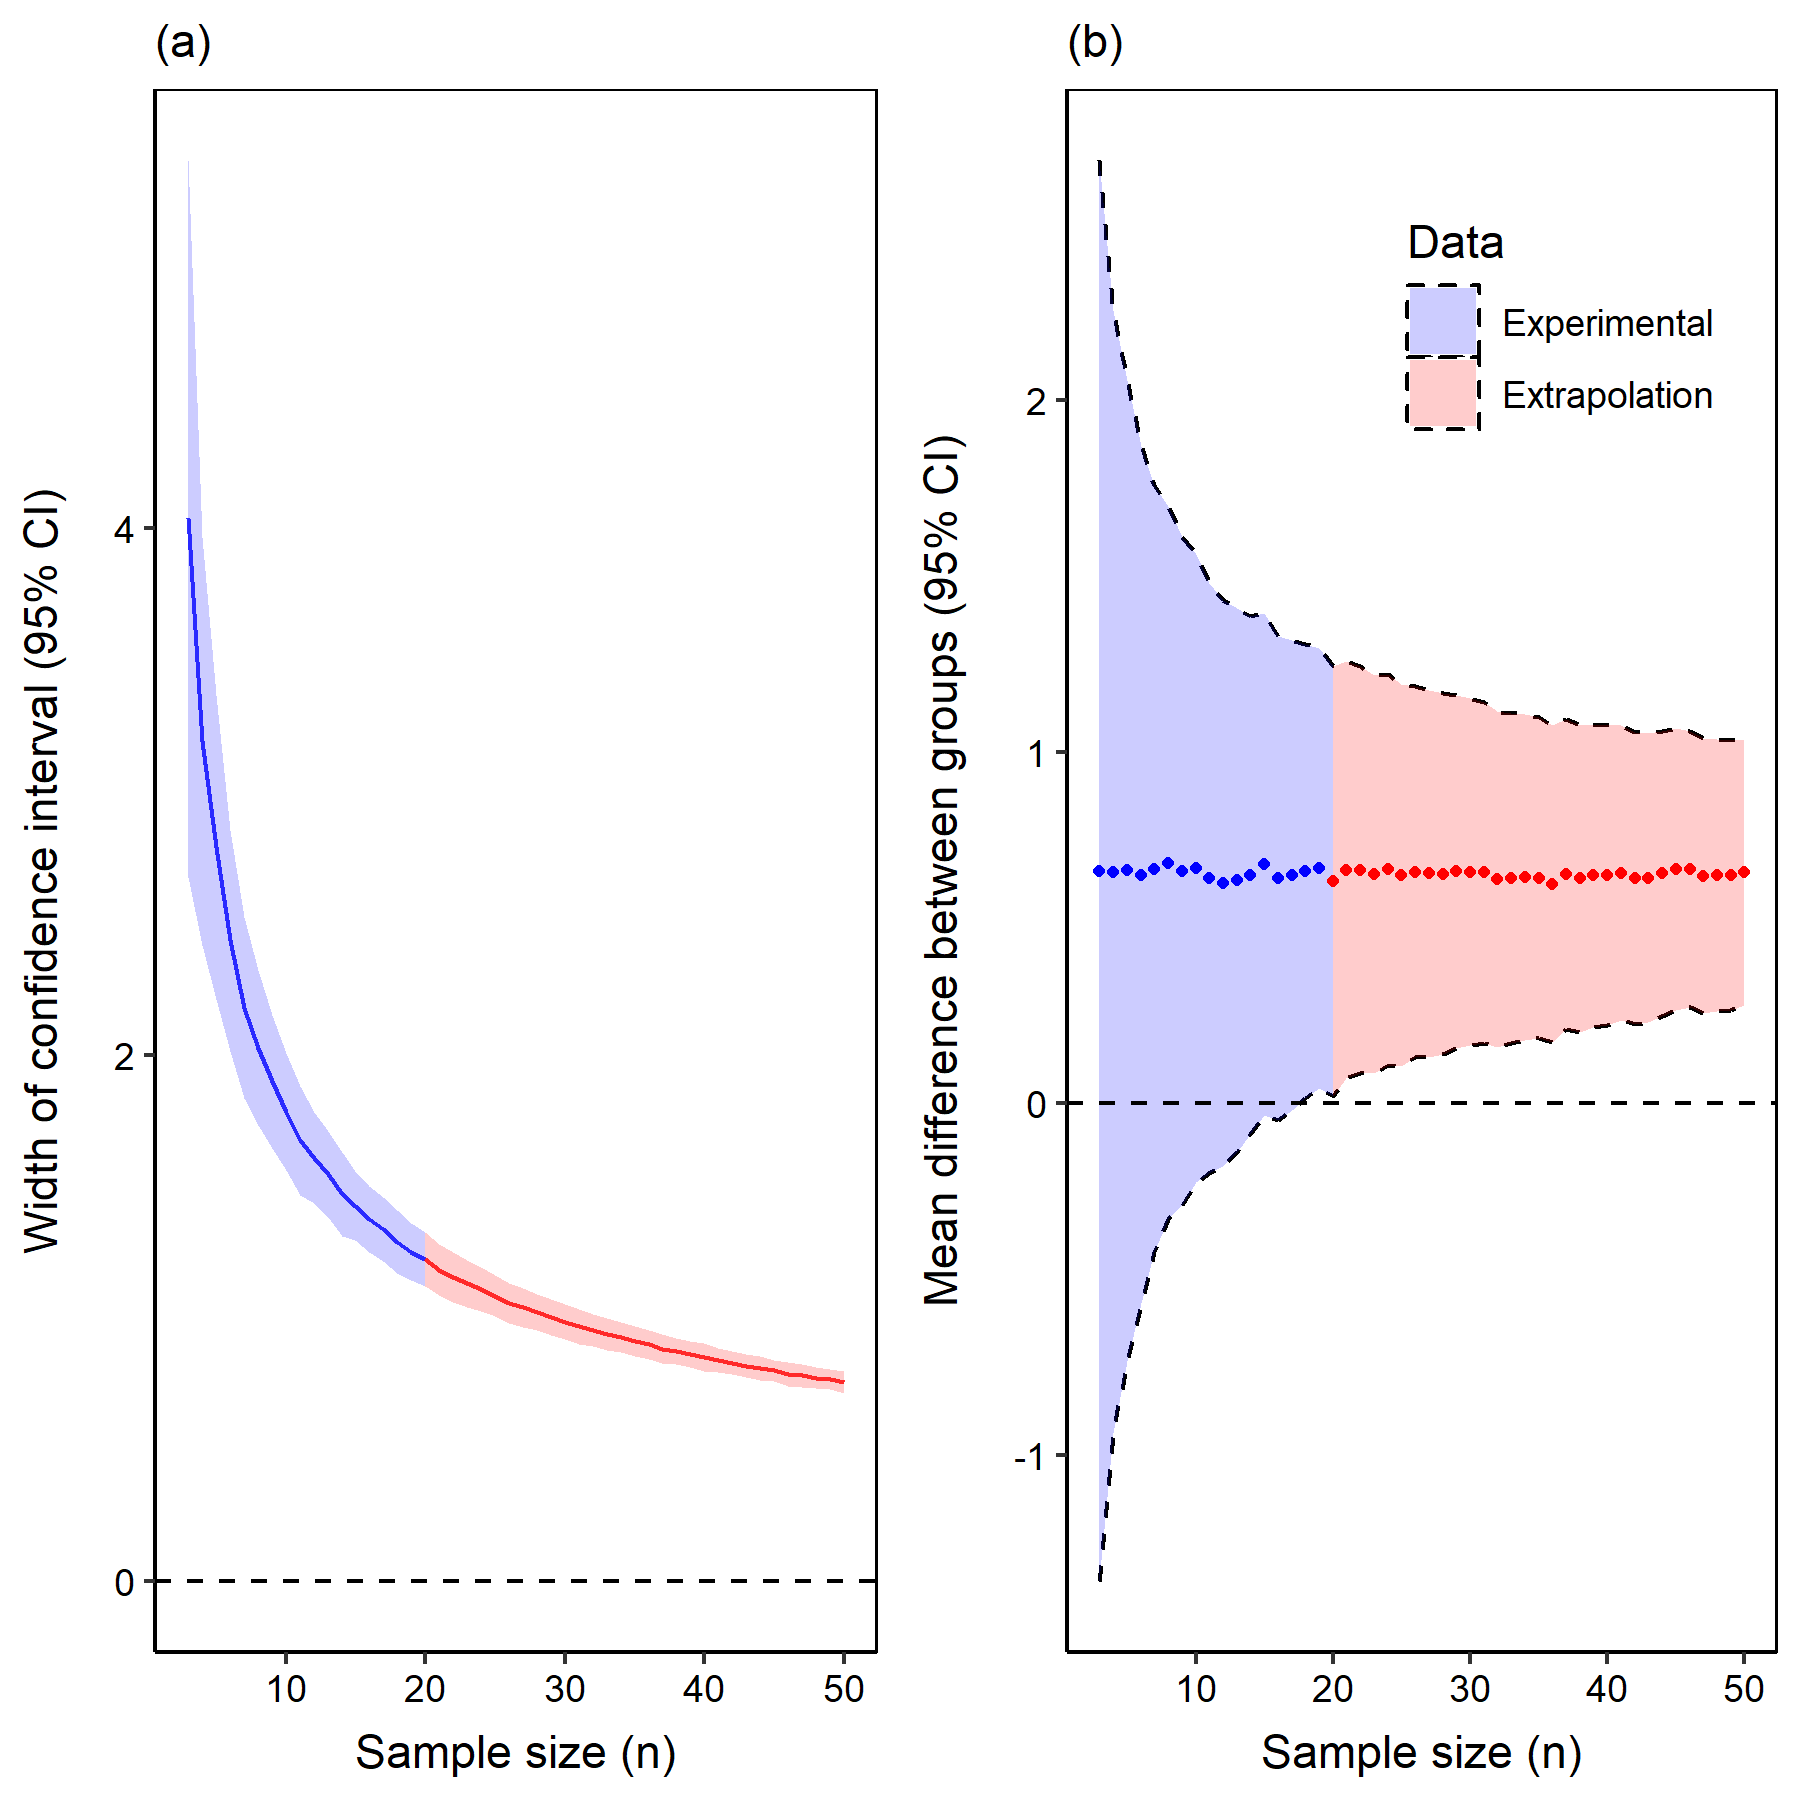 (a)
Width of confidence interval (95% CI)
4
2
0
10 20 30 40 50
Sample size (n)
(b)
Mean difference between groups (95% CI)
2
1
0
-1
Data
Experimental
Extrapolation
10 20 30 40 50
Sample size (n)